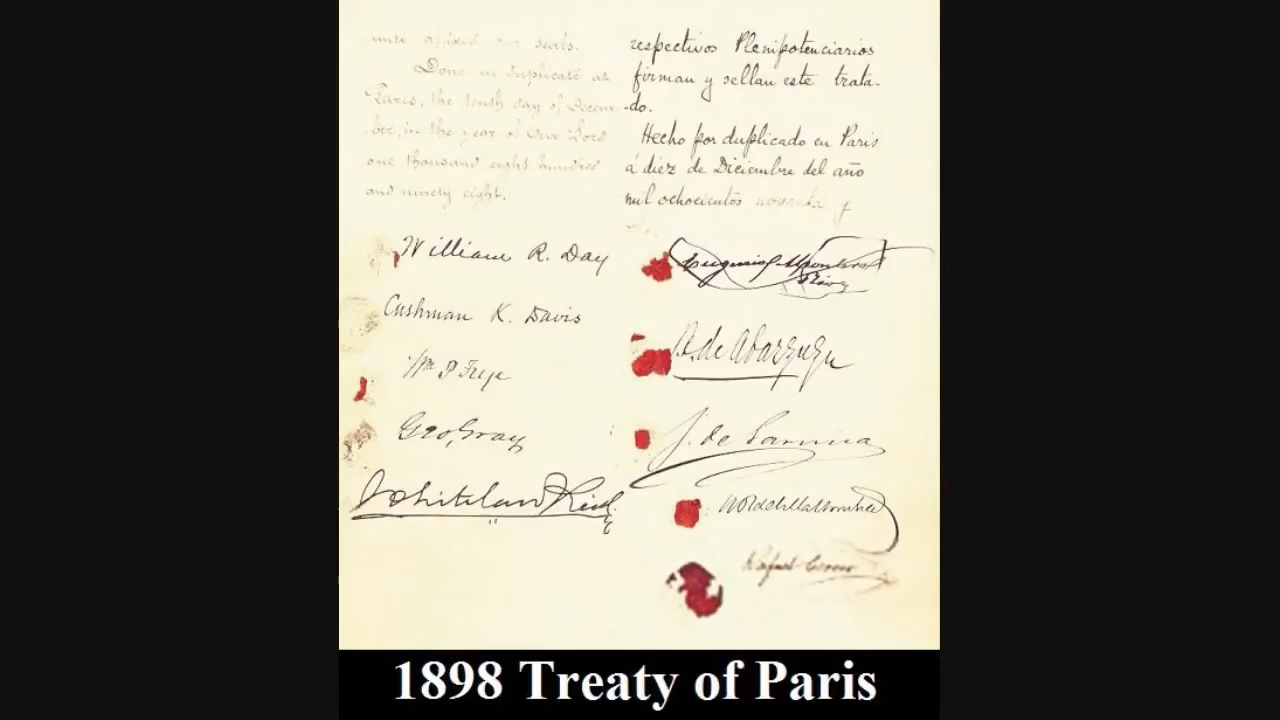 seals.
Done in duplicate at
Paris, the tenth day of Decem-
ber, in the year of Our Lord
one thousand eight hundred
and ninety eight.
respectivos Plenipotenciarios
firman y sellan este trata-
-do.
Hecho por duplicado en Paris
á diez de Diciembre del año
mil ochocientos noventa y
William R. Day
Cushman K. Davis
Wm P Frye
Geo, Gray
Whitelaw Reid
B. de Abarzuza
J. de Garnica
Rafael Cerero
1898 Treaty of Paris